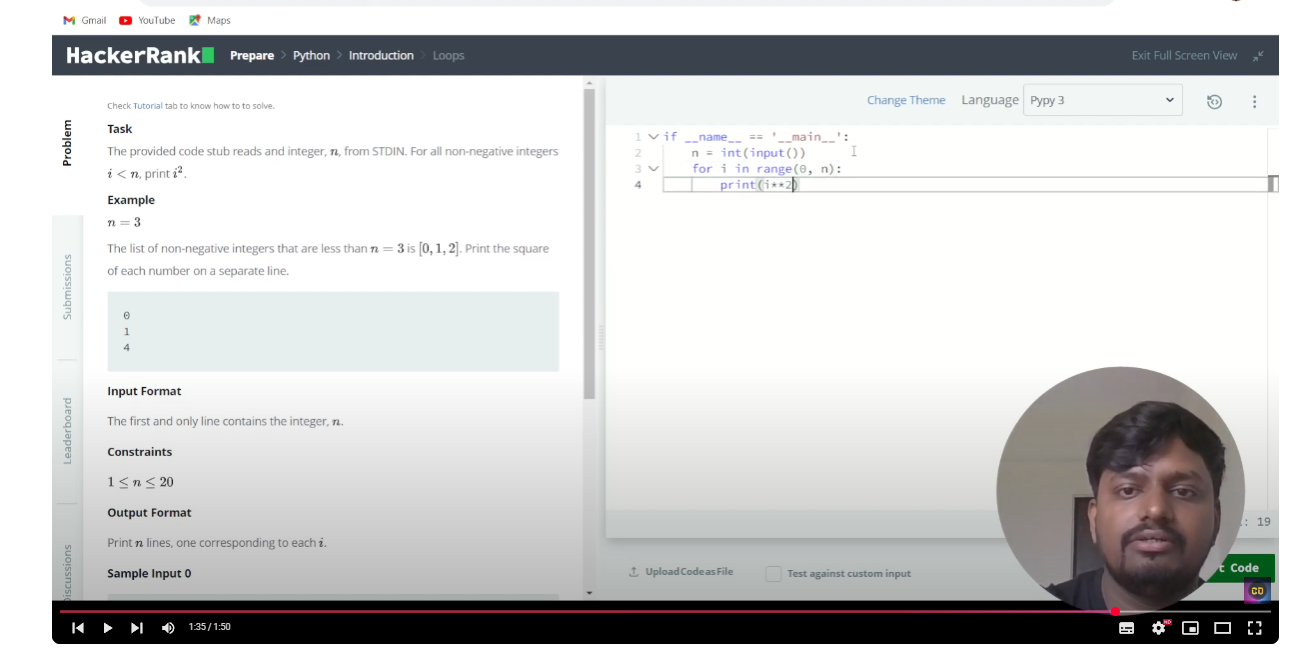 Gmail YouTube Maps
HackerRank Prepare > Python > Introduction > Loops Exit Full Screen View
Problem
Submissions
Leaderboard
Discussions
Check Tutorial tab to know how to to solve.
Task
The provided code stub reads and integer, n, from STDIN. For all non-negative integers
i < n, print i².
Example
n = 3
The list of non-negative integers that are less than n = 3 is [0, 1, 2]. Print the square
of each number on a separate line.
0
1
4
Input Format
The first and only line contains the integer, n.
Constraints
1 ≤ n ≤ 20
Output Format
Print n lines, one corresponding to each i.
Sample Input 0
Change Theme Language Pypy 3
1 if __name__ == '__main__':
2 n = int(input())
3 for i in range(0, n):
4 print(i**2)
: 19
Upload Code as File Test against custom input t Code
CD
1:35 / 1:50 HD